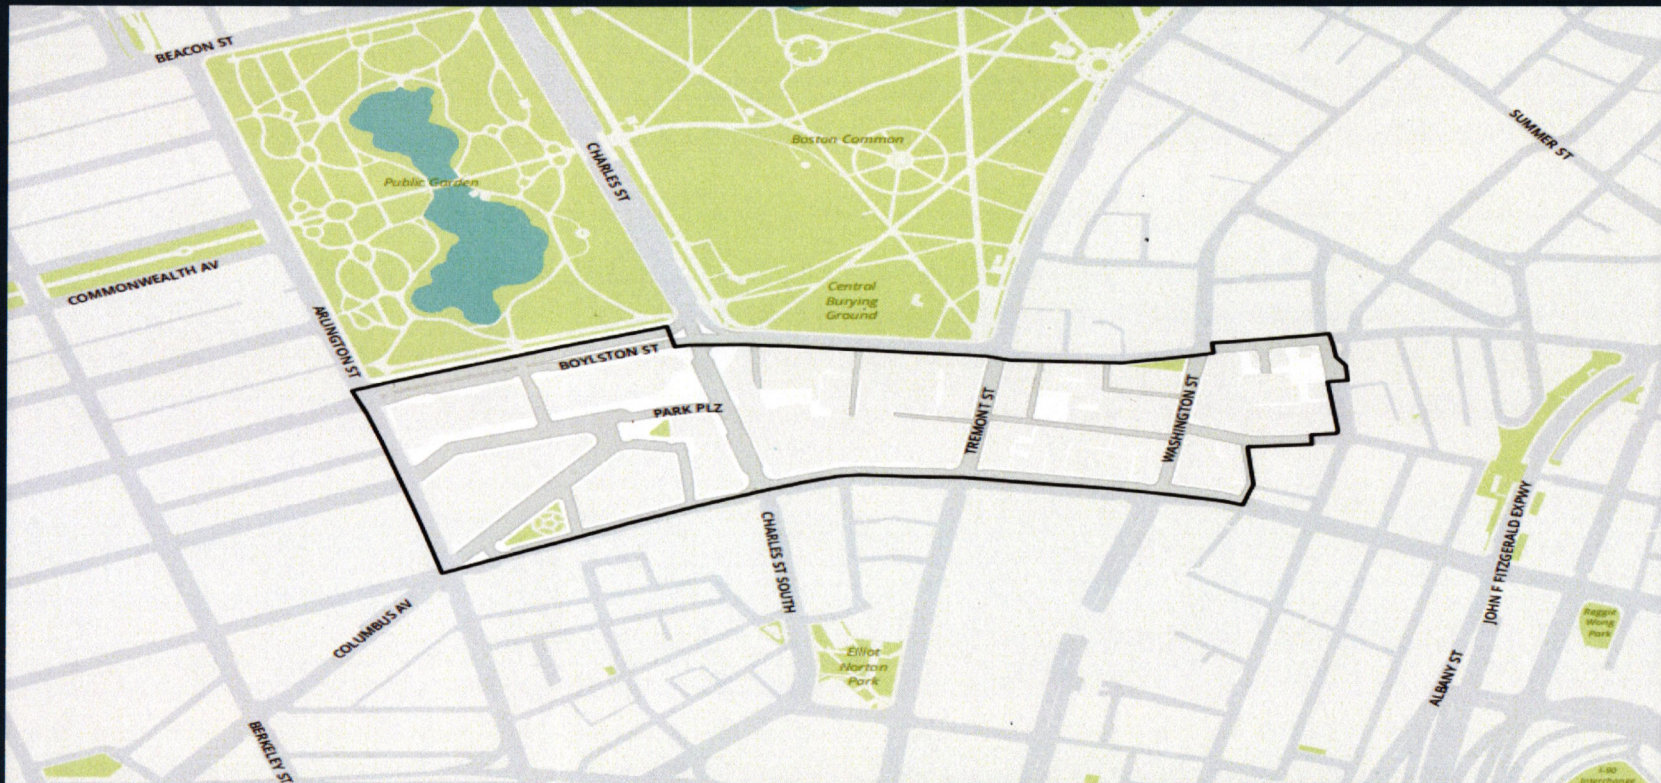 BEACON ST
SUMMER ST
Boston Common
CHARLES ST
Public Garden
COMMONWEALTH AV
Central
Burying
Ground
ARLINGTON ST
BOYLSTON ST
PARK PLZ
TREMONT ST
WASHINGTON ST
CHARLES ST SOUTH
JOHN F FITZGERALD EXPWY
COLUMBUS AV
Reggie
Wong
Park
Elliot
Norton
Park
ALBANY ST
BERKELEY ST
I-90
Interchange